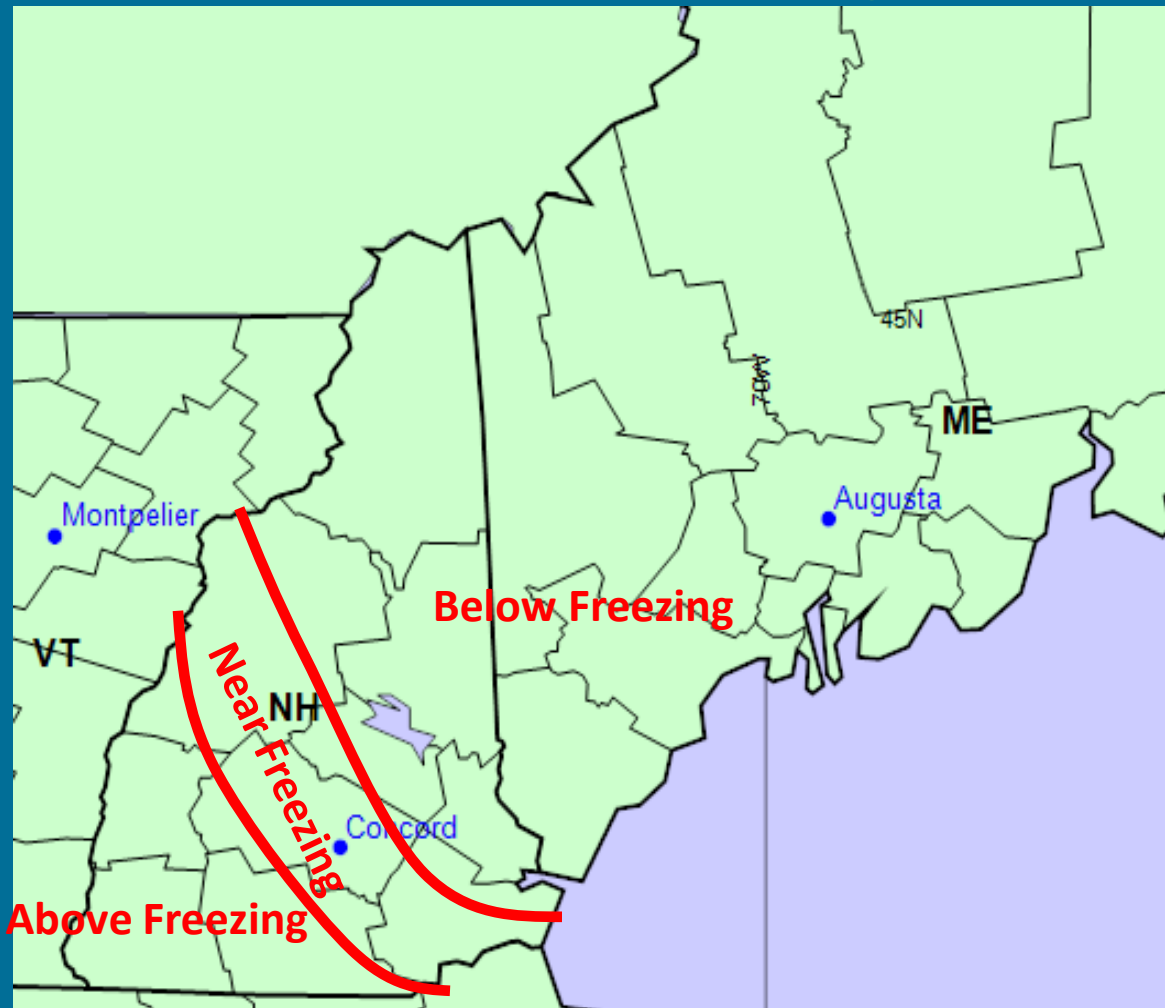 45N
70W
ME
Montpelier
Augusta
Below Freezing
VT
NH
Near Freezing
Concord
Above Freezing